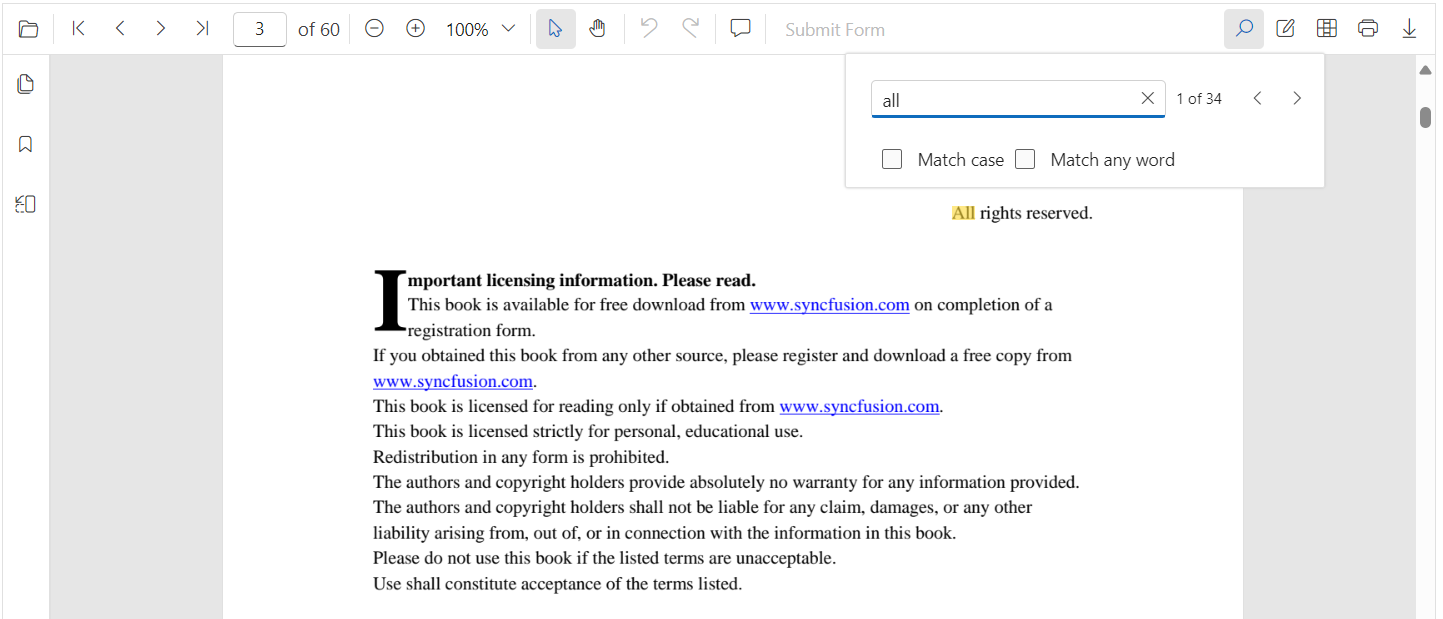 3 of 60 100% Submit Form
all 1 of 34
Match case Match any word
All rights reserved.
Important licensing information. Please read.
This book is available for free download from www.syncfusion.com on completion of a
registration form.
If you obtained this book from any other source, please register and download a free copy from
www.syncfusion.com.
This book is licensed for reading only if obtained from www.syncfusion.com.
This book is licensed strictly for personal, educational use.
Redistribution in any form is prohibited.
The authors and copyright holders provide absolutely no warranty for any information provided.
The authors and copyright holders shall not be liable for any claim, damages, or any other
liability arising from, out of, or in connection with the information in this book.
Please do not use this book if the listed terms are unacceptable.
Use shall constitute acceptance of the terms listed.